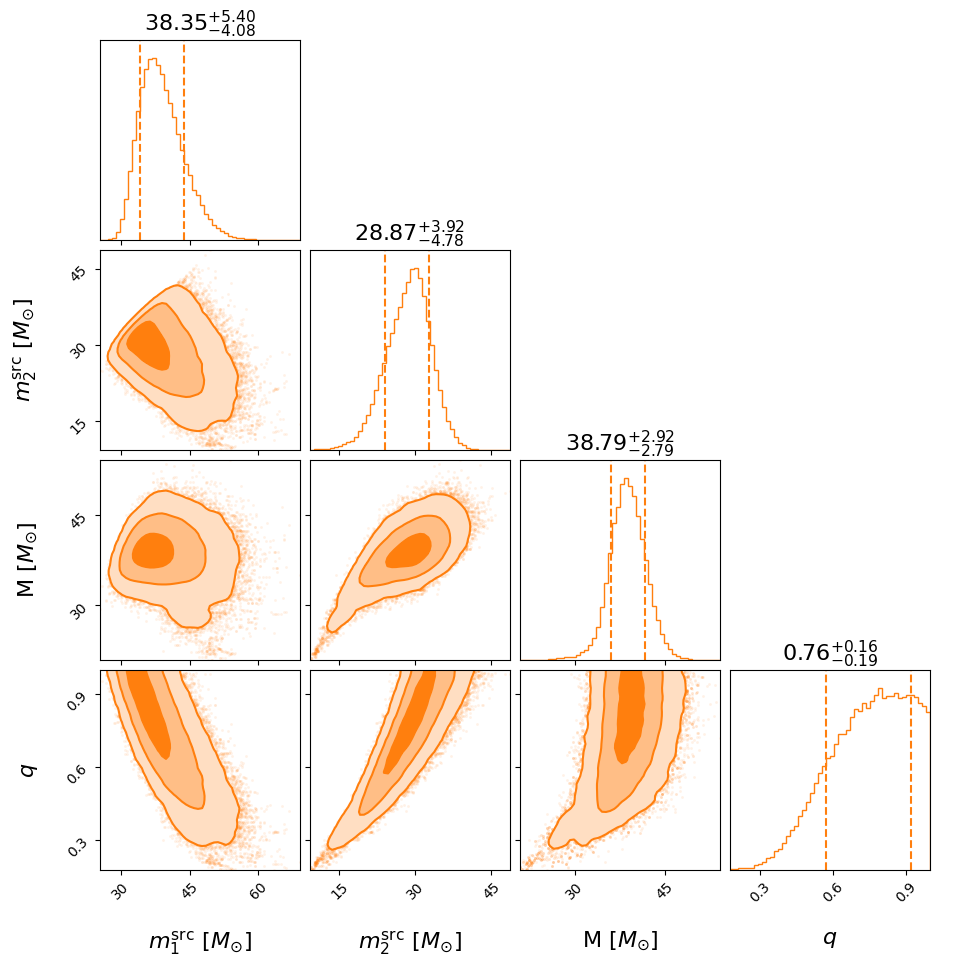 38.35^{+5.40}_{-4.08}
28.87^{+3.92}_{-4.78}
45
30
15
m_2^{src} [M_⊙]
38.79^{+2.92}_{-2.79}
45
30
M [M_⊙]
0.76^{+0.16}_{-0.19}
0.9
0.6
0.3
q
30 45 60
15 30 45
30 45
0.3 0.6 0.9
m_1^{src} [M_⊙]
m_2^{src} [M_⊙]
M [M_⊙]
q